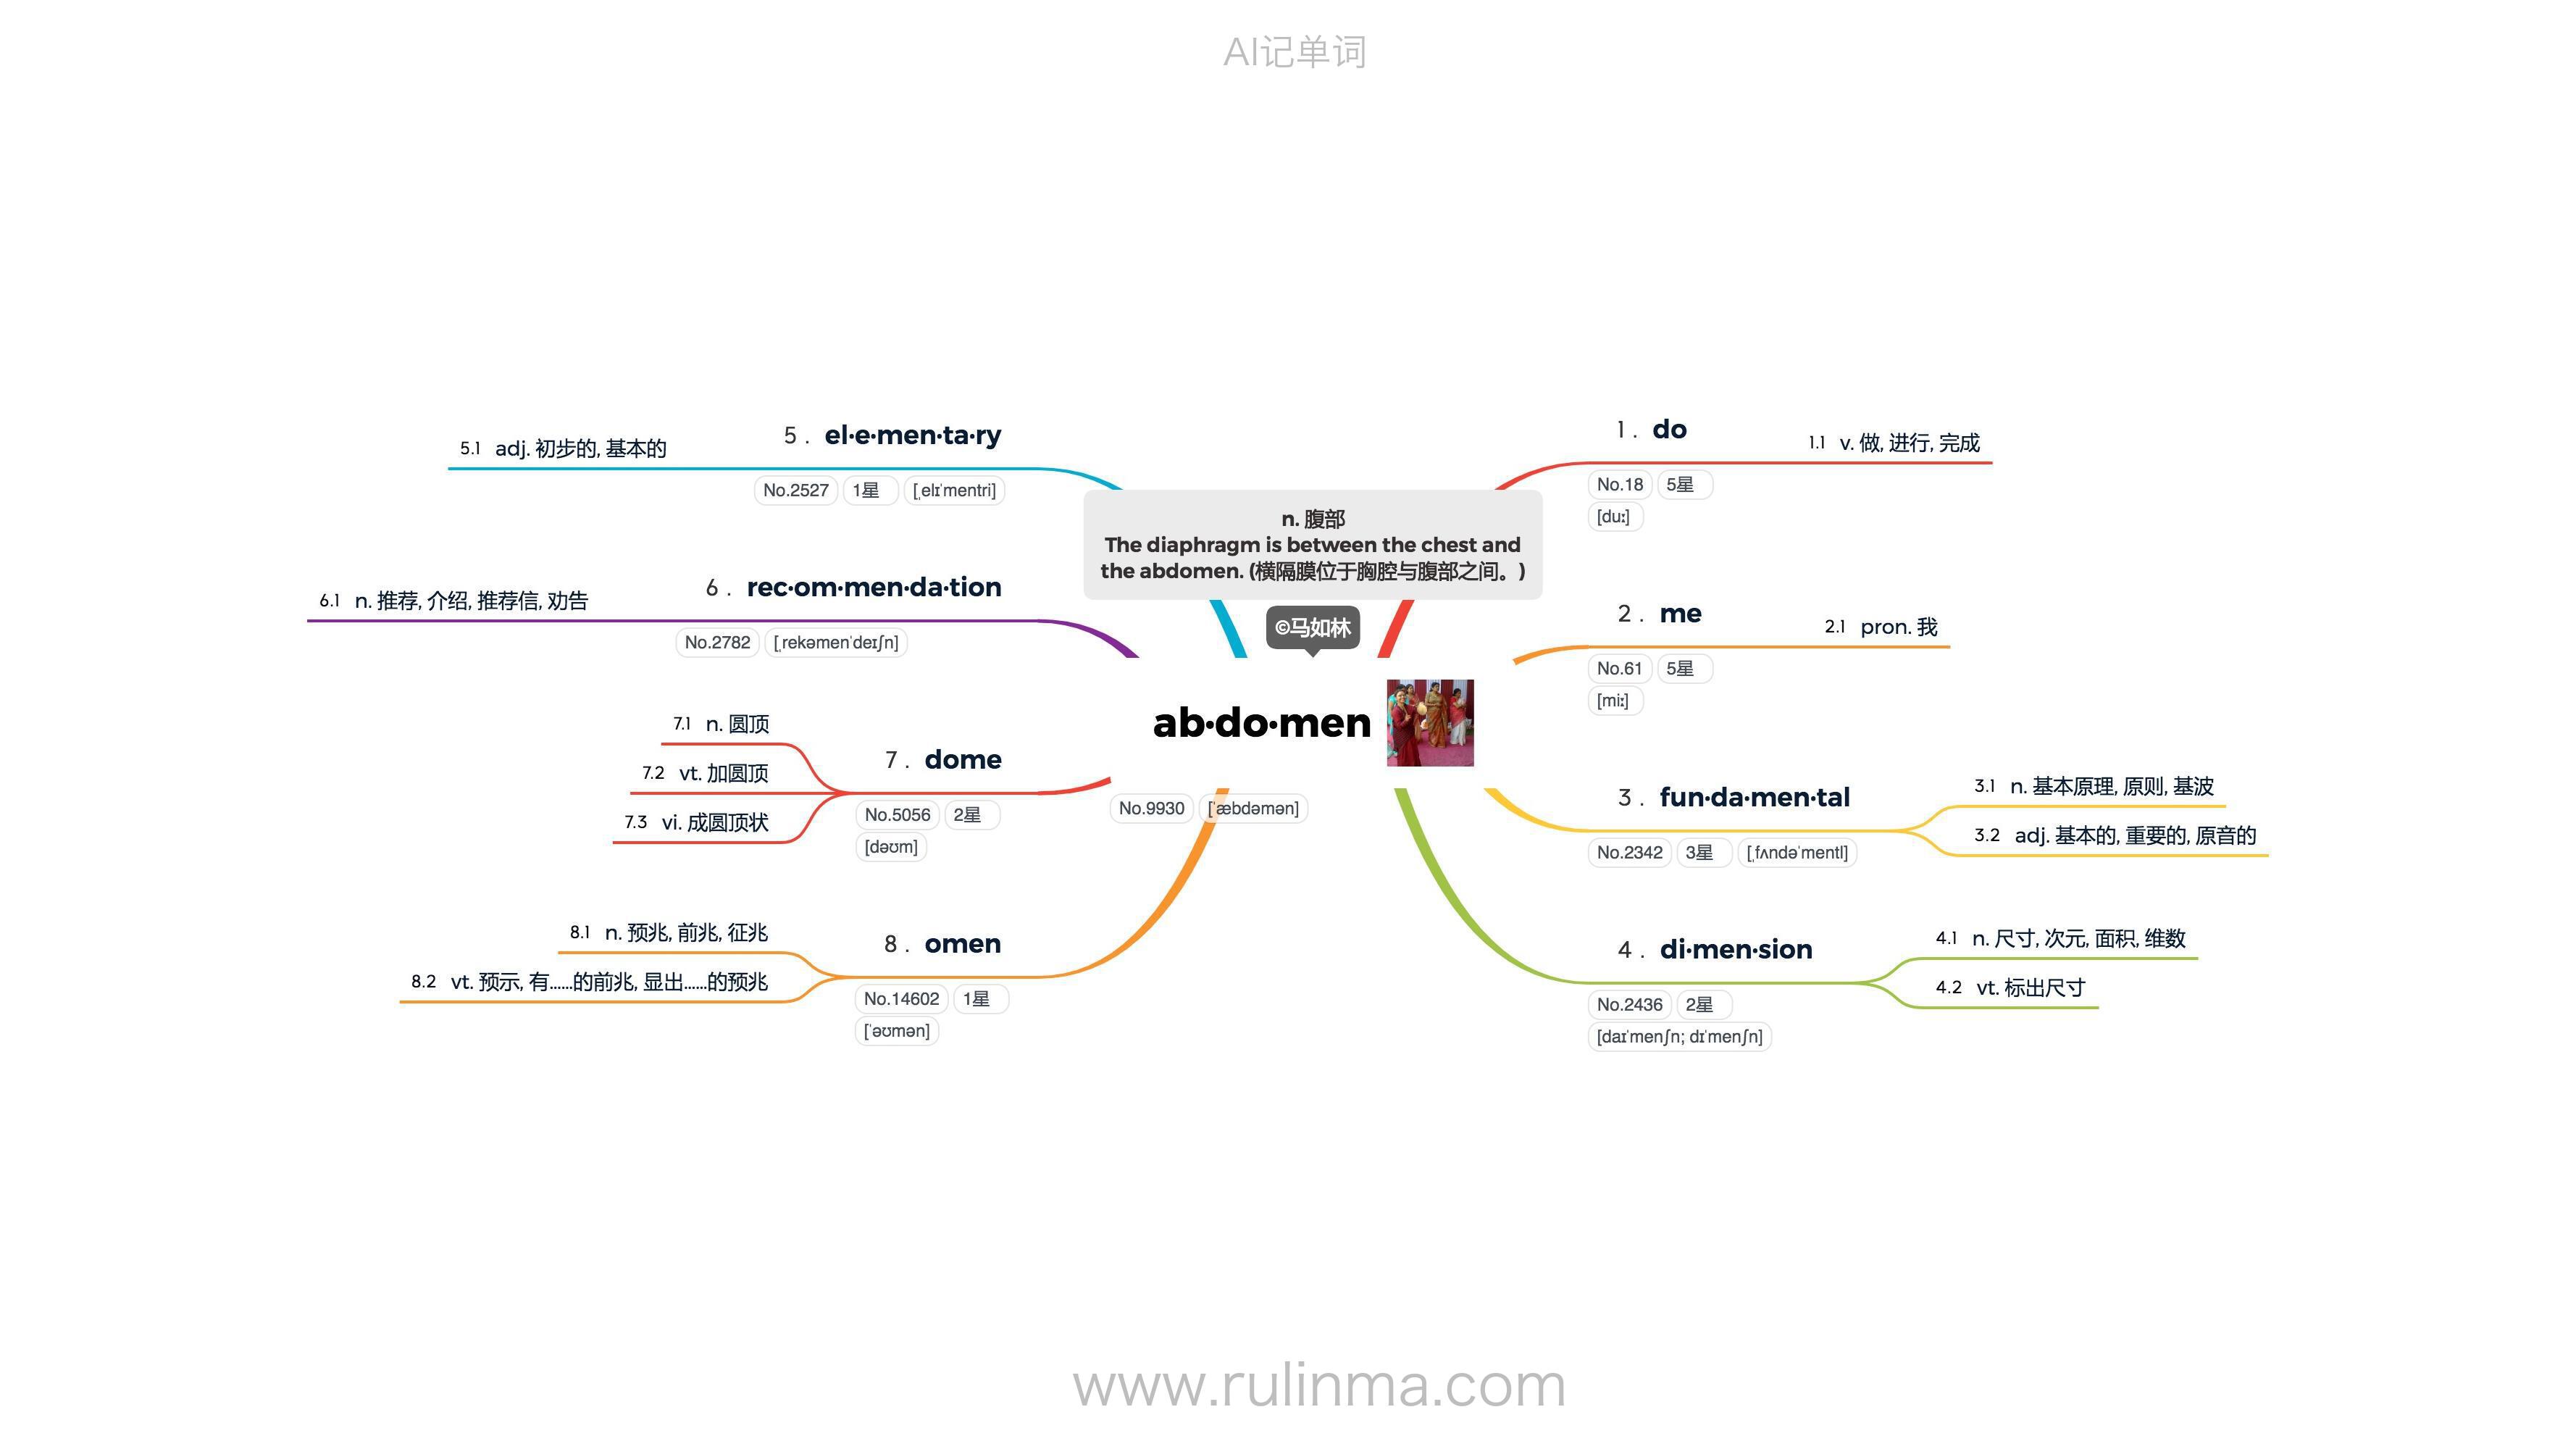 AI记单词
n. 腹部
The diaphragm is between the chest and
the abdomen. (横隔膜位于胸腔与腹部之间。)
©马如林
ab·do·men
No.9930 [ˈæbdəmən]
1 . do
No.18 5星
[duː]
1.1 v. 做, 进行, 完成
2 . me
No.61 5星
[miː]
2.1 pron. 我
3 . fun·da·men·tal
No.2342 3星 [ˌfʌndəˈmentl]
3.1 n. 基本原理, 原则, 基波
3.2 adj. 基本的, 重要的, 原音的
4 . di·men·sion
No.2436 2星
[daɪˈmenʃn; dɪˈmenʃn]
4.1 n. 尺寸, 次元, 面积, 维数
4.2 vt. 标出尺寸
5 . el·e·men·ta·ry
No.2527 1星 [ˌelɪˈmentri]
5.1 adj. 初步的, 基本的
6 . rec·om·men·da·tion
No.2782 [ˌrekəmenˈdeɪʃn]
6.1 n. 推荐, 介绍, 推荐信, 劝告
7 . dome
No.5056 2星
[dəʊm]
7.1 n. 圆顶
7.2 vt. 加圆顶
7.3 vi. 成圆顶状
8 . omen
No.14602 1星
[ˈəʊmən]
8.1 n. 预兆, 前兆, 征兆
8.2 vt. 预示, 有……的前兆, 显出……的预兆
www.rulinma.com